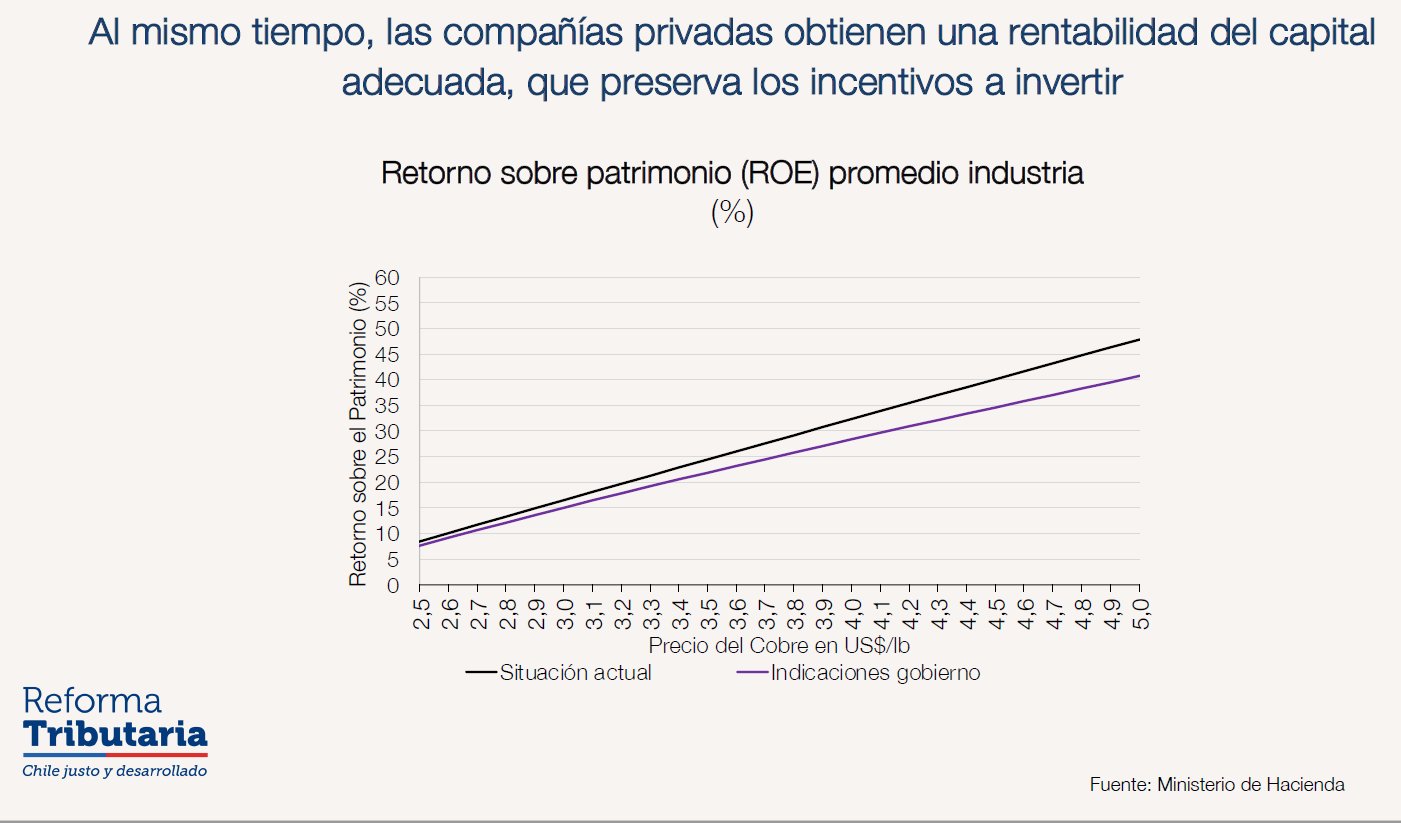 Al mismo tiempo, las compañías privadas obtienen una rentabilidad del capital
adecuada, que preserva los incentivos a invertir
Retorno sobre patrimonio (ROE) promedio industria
(%)
Retorno sobre el Patrimonio (%)
60
55
50
45
40
35
30
25
20
15
10
5
0
2,5 2,6 2,7 2,8 2,9 3,0 3,1 3,2 3,3 3,4 3,5 3,6 3,7 3,8 3,9 4,0 4,1 4,2 4,3 4,4 4,5 4,6 4,7 4,8 4,9 5,0
Precio del Cobre en US$/lb
Situación actual Indicaciones gobierno
Reforma
Tributaria
Chile justo y desarrollado
Fuente: Ministerio de Hacienda